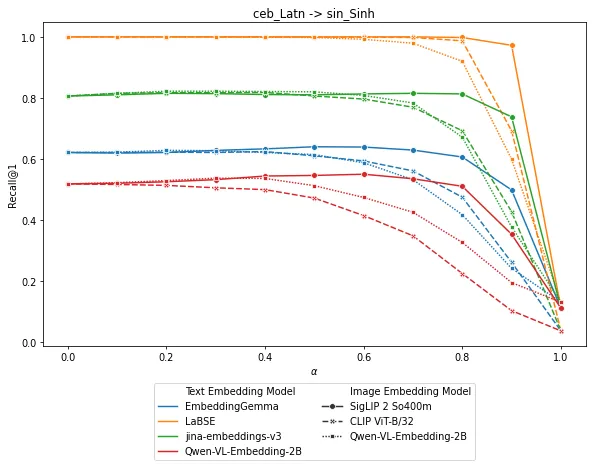 ceb_Latn -> sin_Sinh
Recall@1
1.0
0.8
0.6
0.4
0.2
0.0
0.0 0.2 0.4 0.6 0.8 1.0
α
Text Embedding Model
EmbeddingGemma
LaBSE
jina-embeddings-v3
Qwen-VL-Embedding-2B
Image Embedding Model
SigLIP 2 So400m
CLIP ViT-B/32
Qwen-VL-Embedding-2B